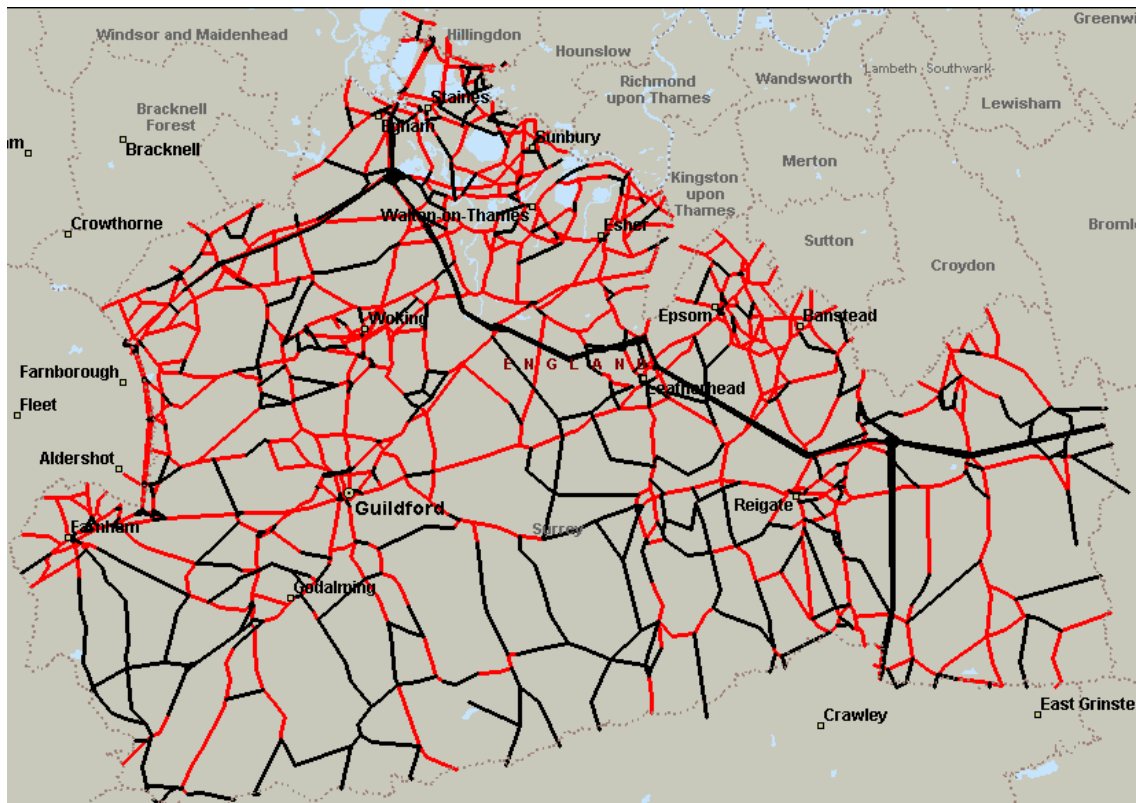 Greenwi
Windsor and Maidenhead
Hillingdon
Hounslow
Richmond
upon Thames
Wandsworth
Lambeth
Southwark
Lewisham
Staines
Bracknell
Forest
Egham
Sunbury
Bracknell
am
Merton
Kingston
upon
Thames
Walton-on-Thames
Crowthorne
Esher
Sutton
Bromle
Croydon
Epsom
Banstead
Woking
ENGLAND
Farnborough
Leatherhead
Fleet
Aldershot
Reigate
Guildford
Farnham
Surrey
Godalming
Crawley
East Grinste